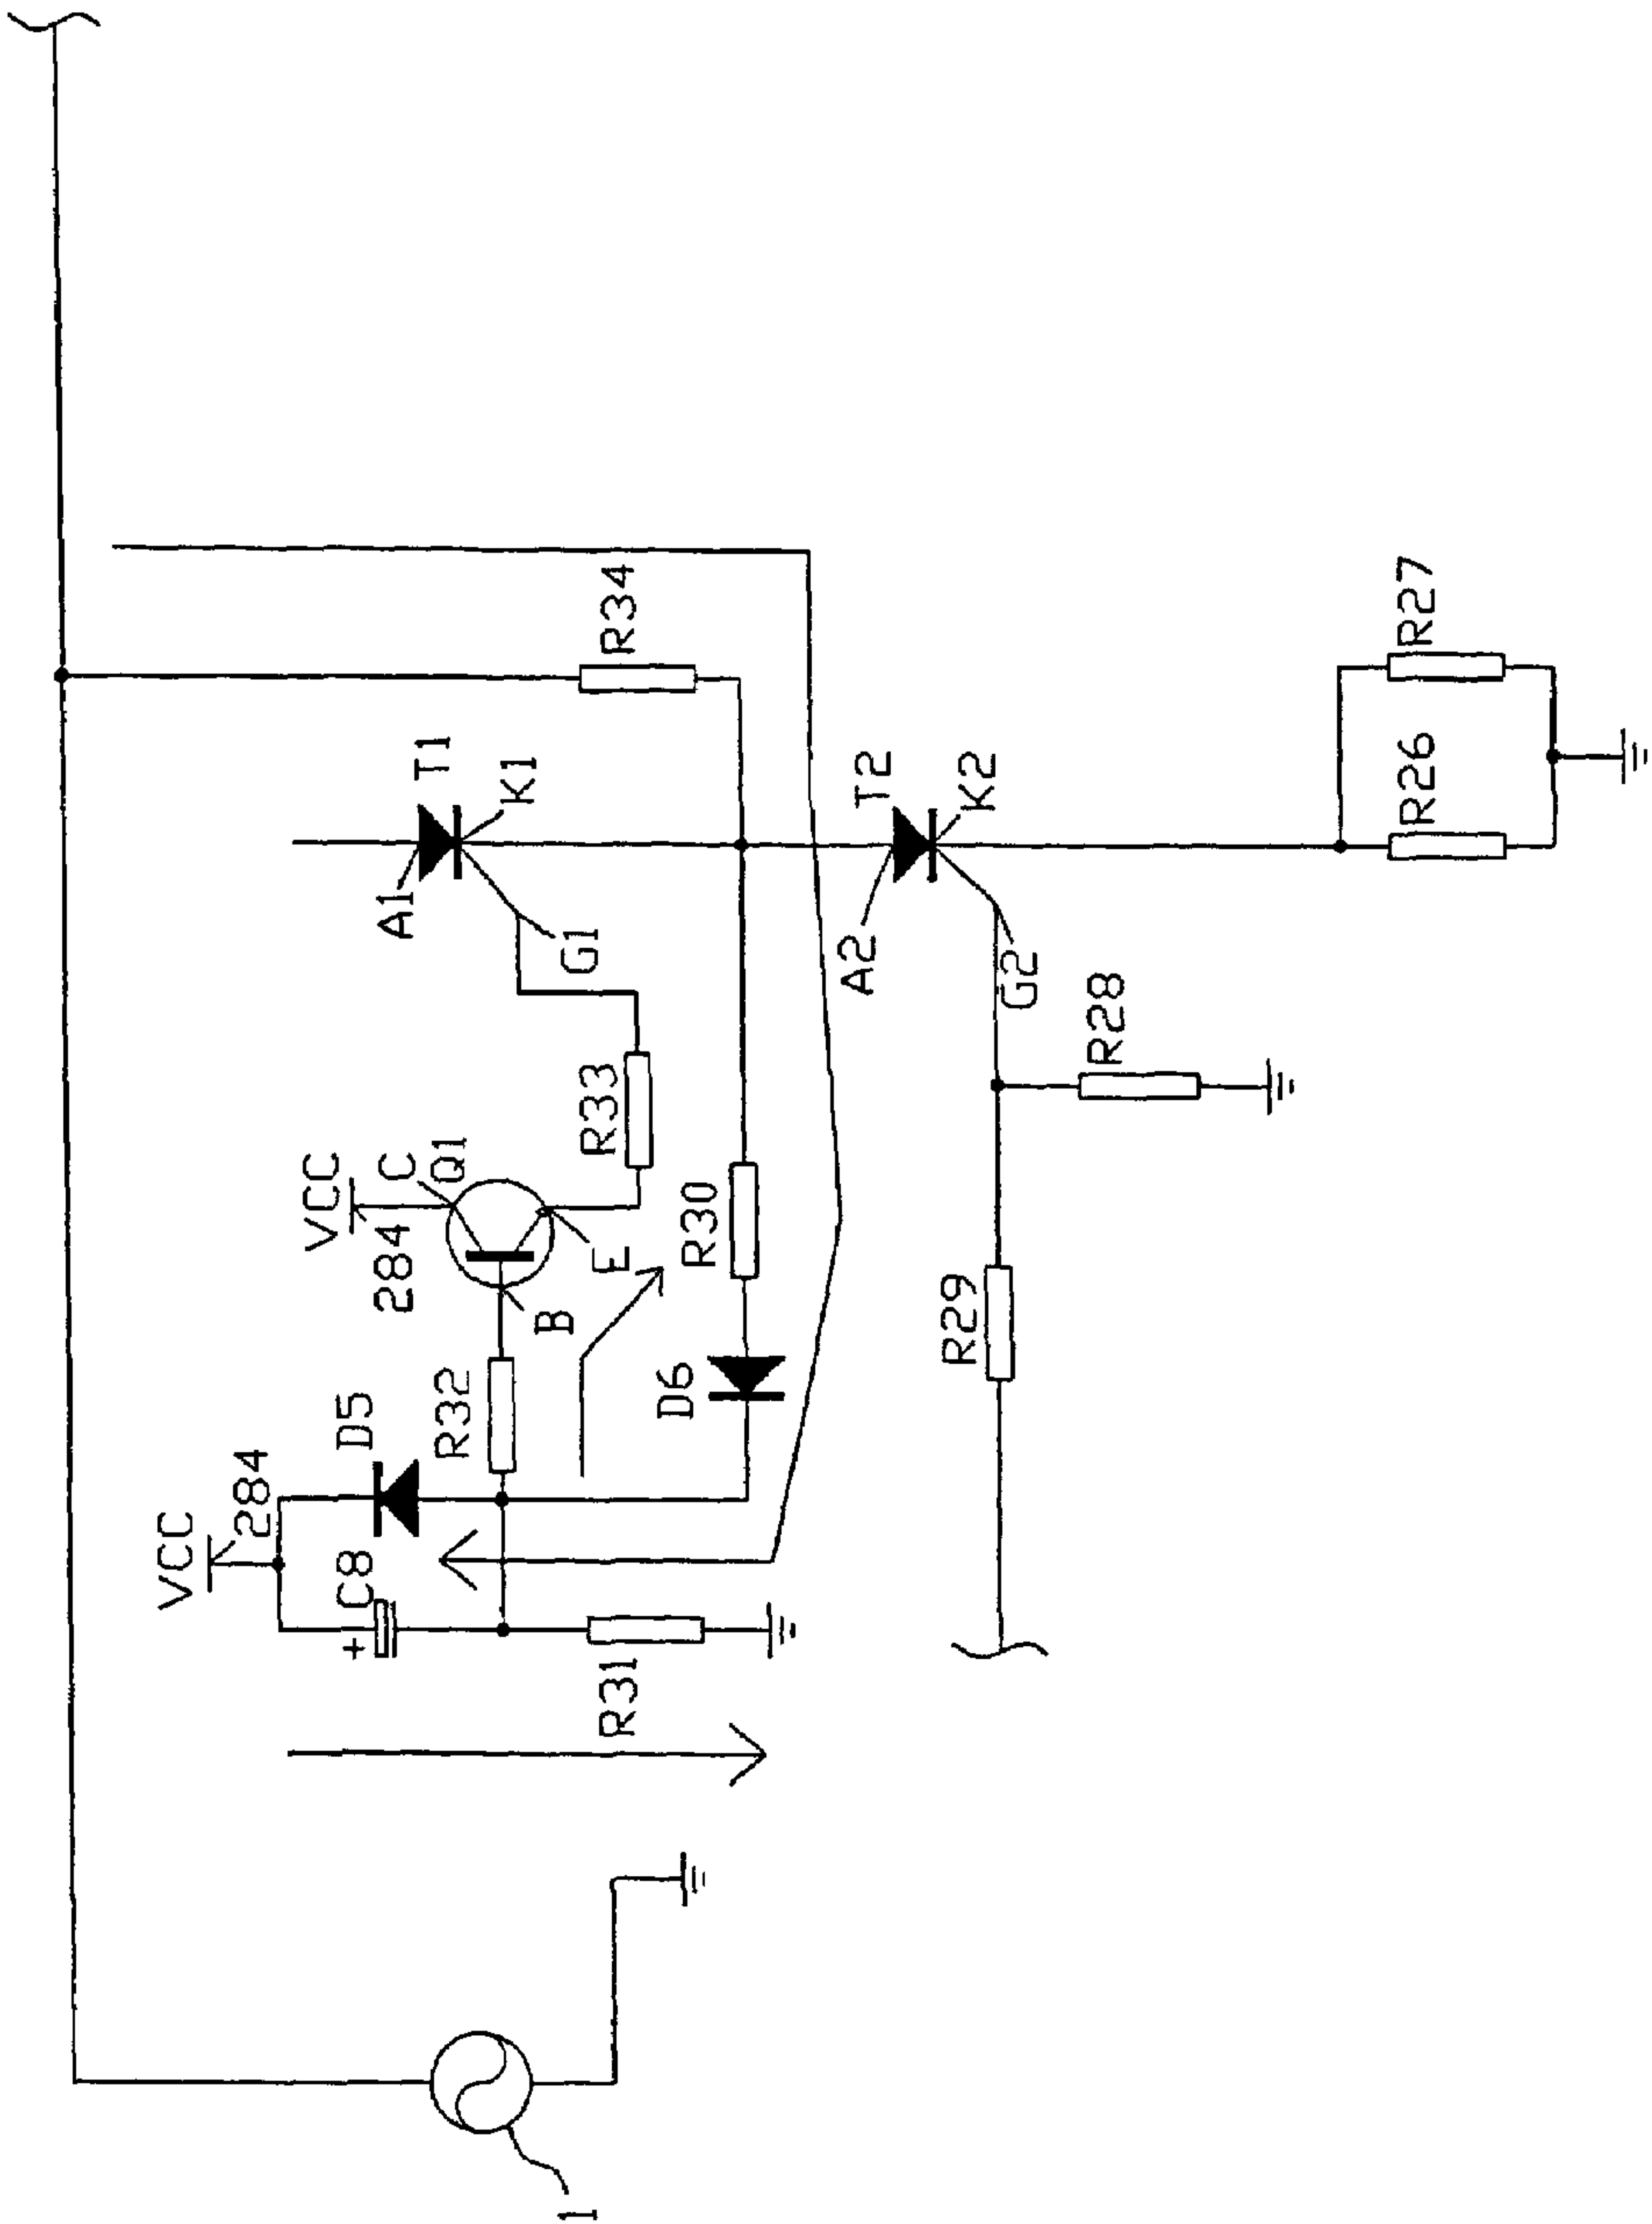 VCC
284
+
C8
D5
R31
R32
VCC
284
C
Q1
B
E
R33
D6
R30
A1
T1
K1
G1
R34
A2
T2
K2
G2
R29
R28
R26
R27
1